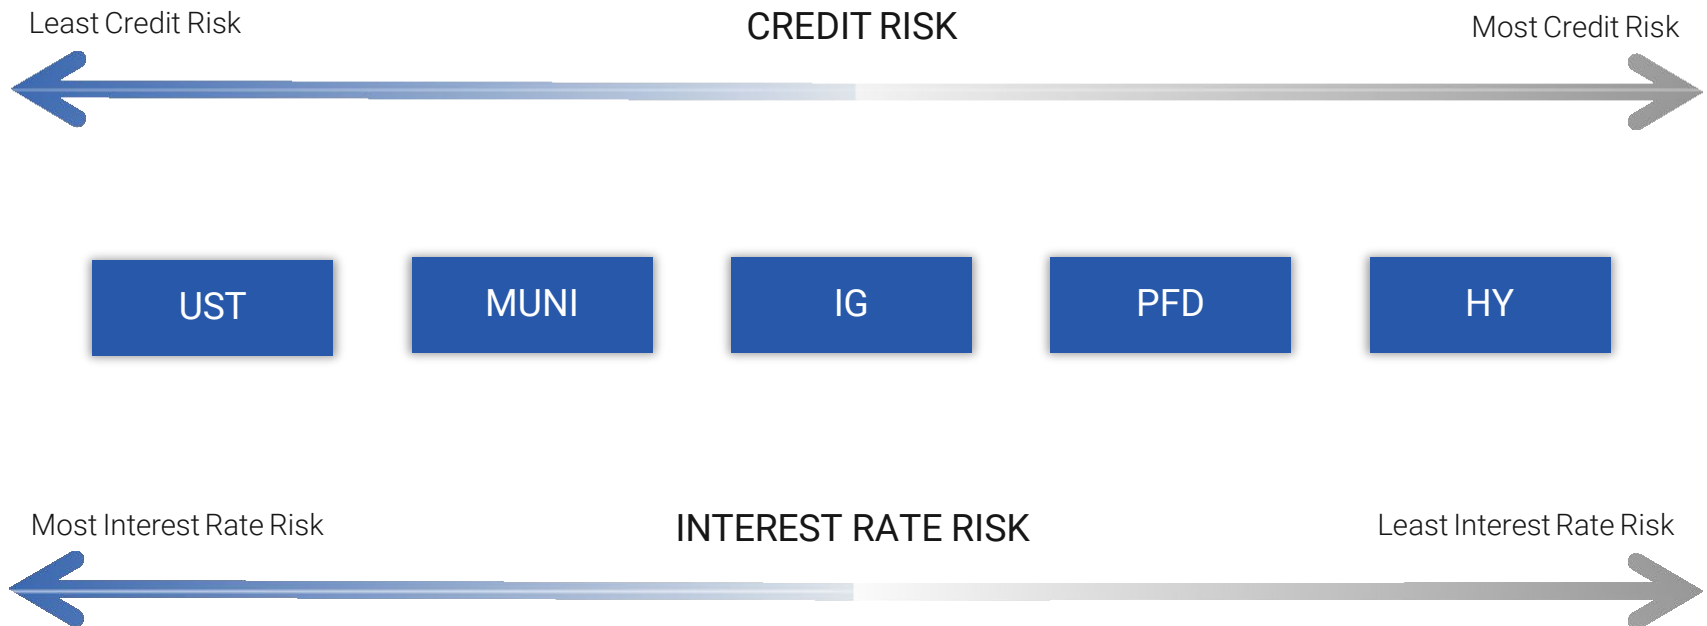 Least Credit Risk
CREDIT RISK
Most Credit Risk
UST
MUNI
IG
PFD
HY
Most Interest Rate Risk
INTEREST RATE RISK
Least Interest Rate Risk